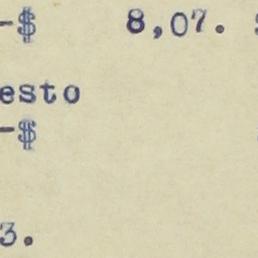 -$ 8,07.
esto
-$
3.